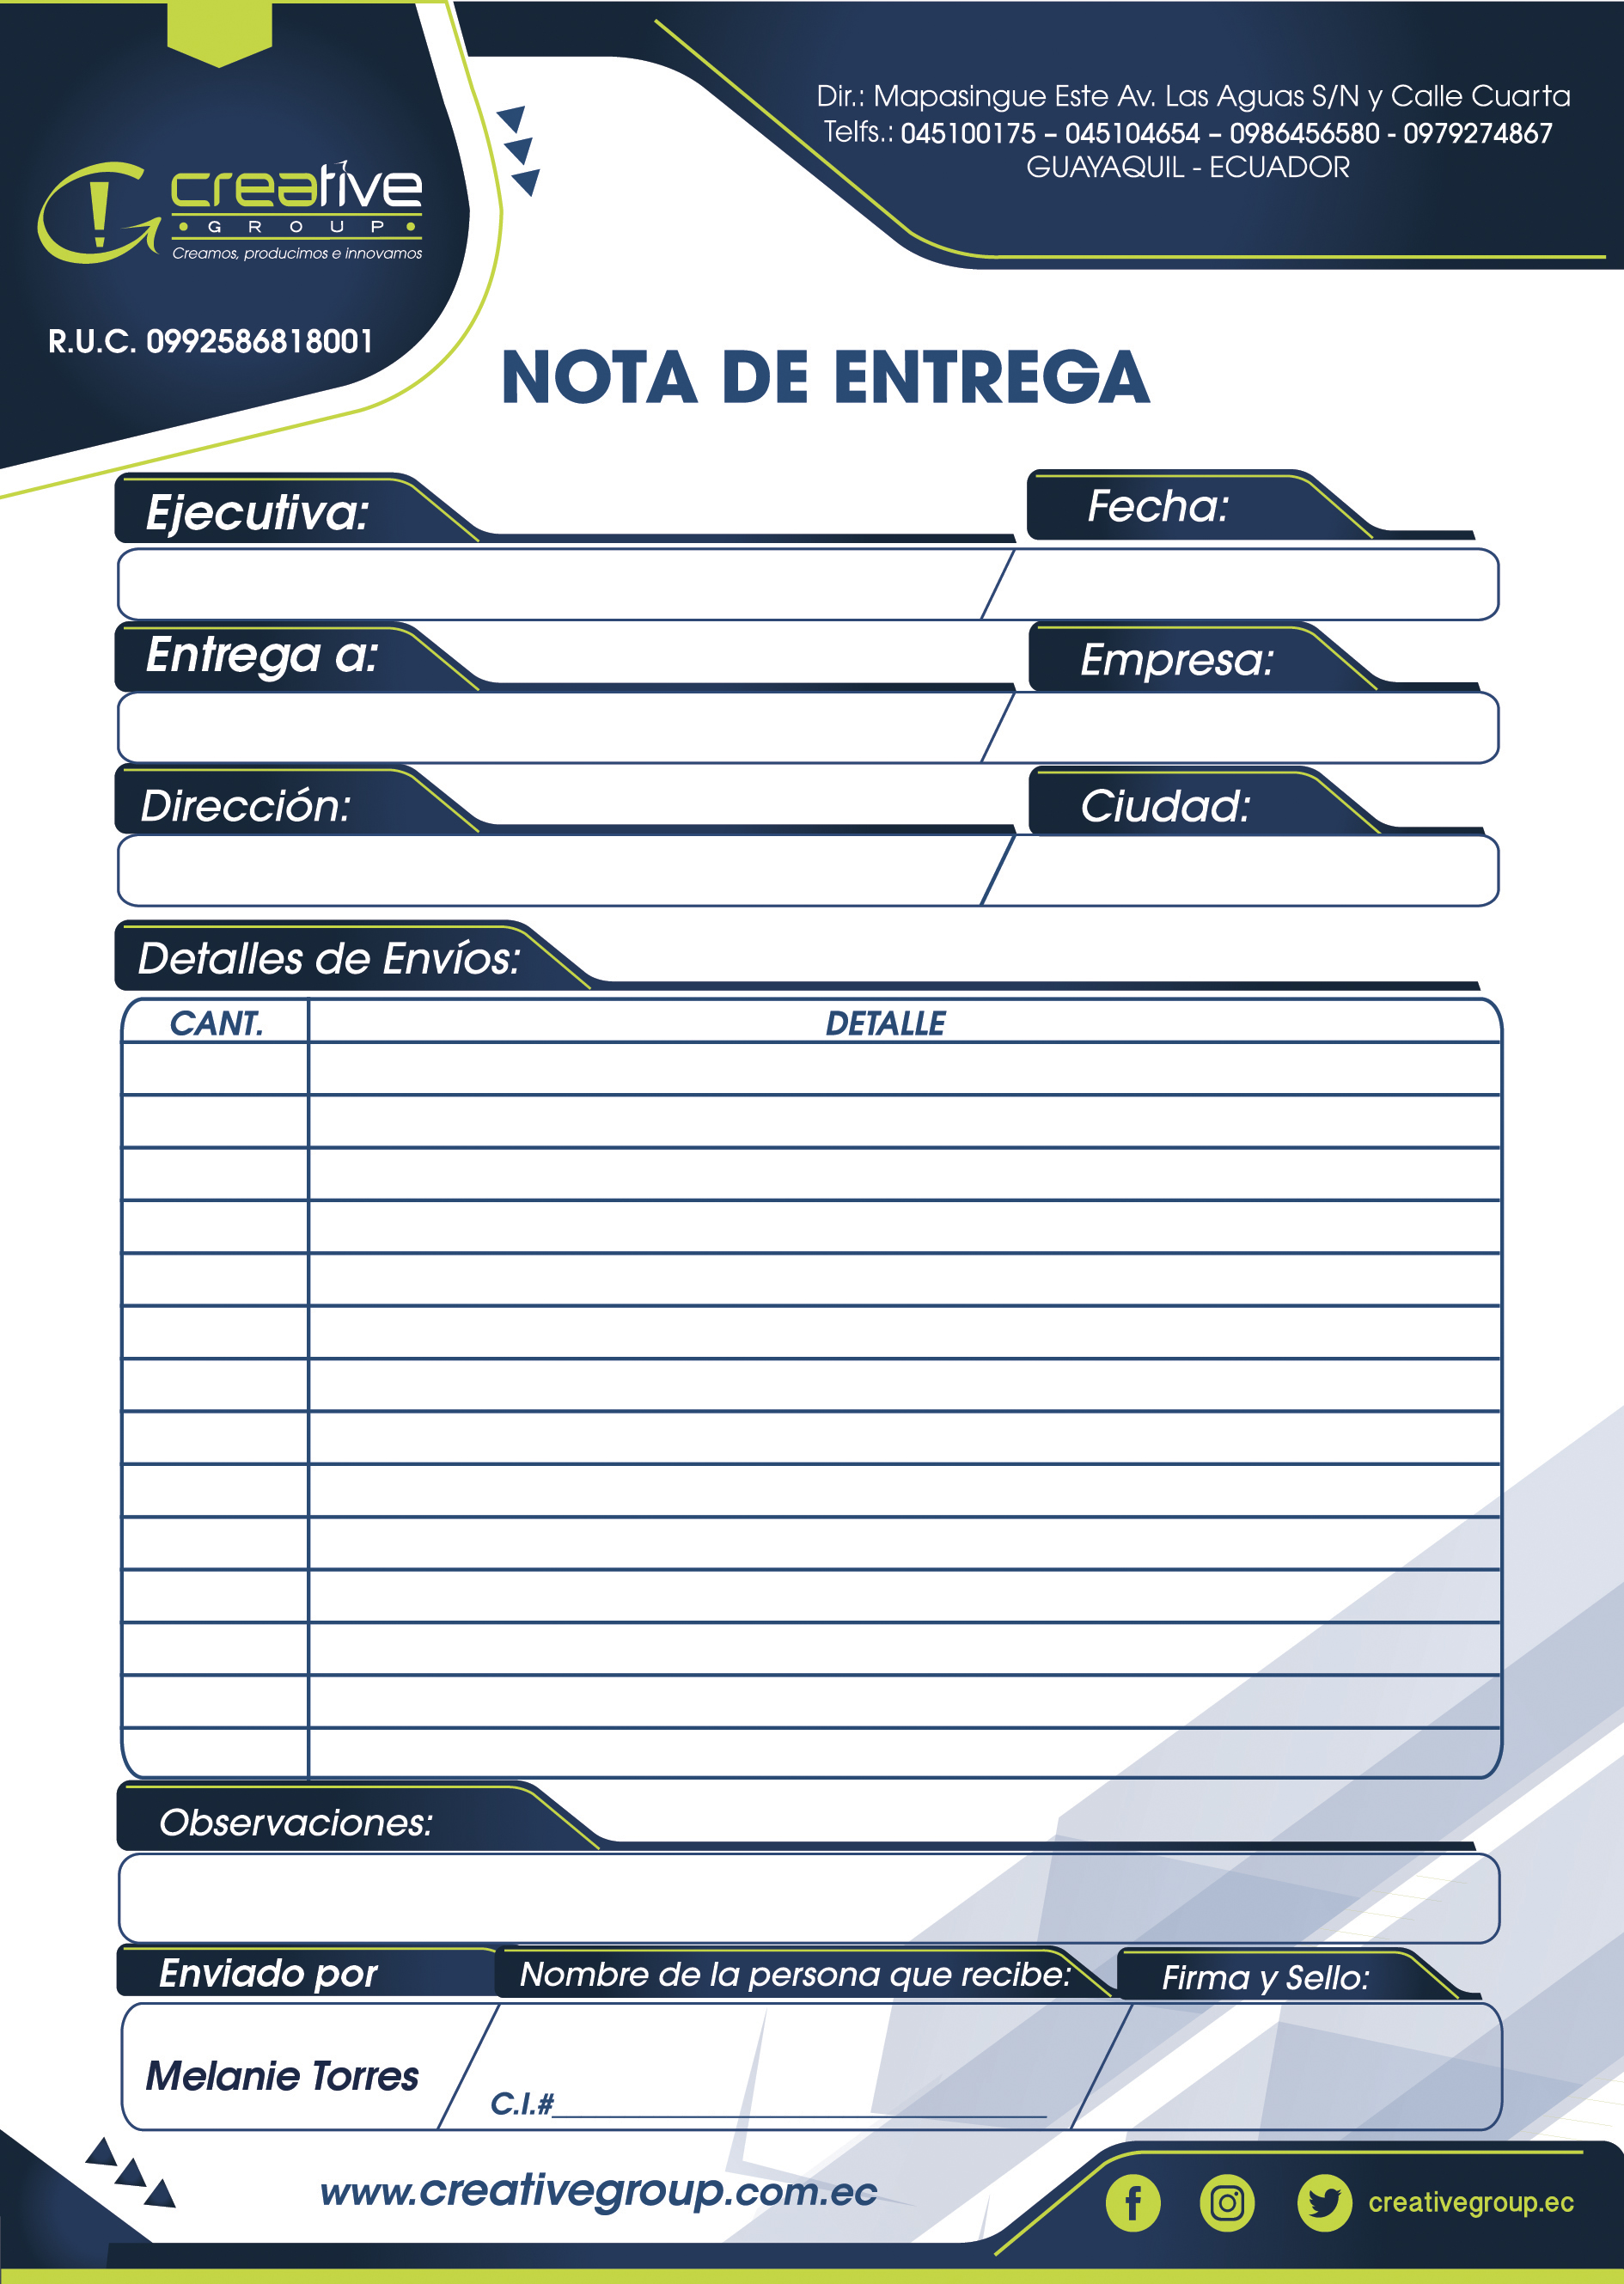 creative
GROUP
Creamos, producimos e innovamos
R.U.C. 0992586818001
Dir.: Mapasingue Este Av. Las Aguas S/N y Calle Cuarta
Telfs.: 045100175 – 045104654 – 0986456580 - 0979274867
GUAYAQUIL - ECUADOR
NOTA DE ENTREGA
Ejecutiva: Fecha:
Entrega a: Empresa:
Dirección: Ciudad:
Detalles de Envíos:
CANT. DETALLE
Observaciones:
Enviado por Nombre de la persona que recibe: Firma y Sello:
Melanie Torres
C.I.#
www.creativegroup.com.ec
creativegroup.ec